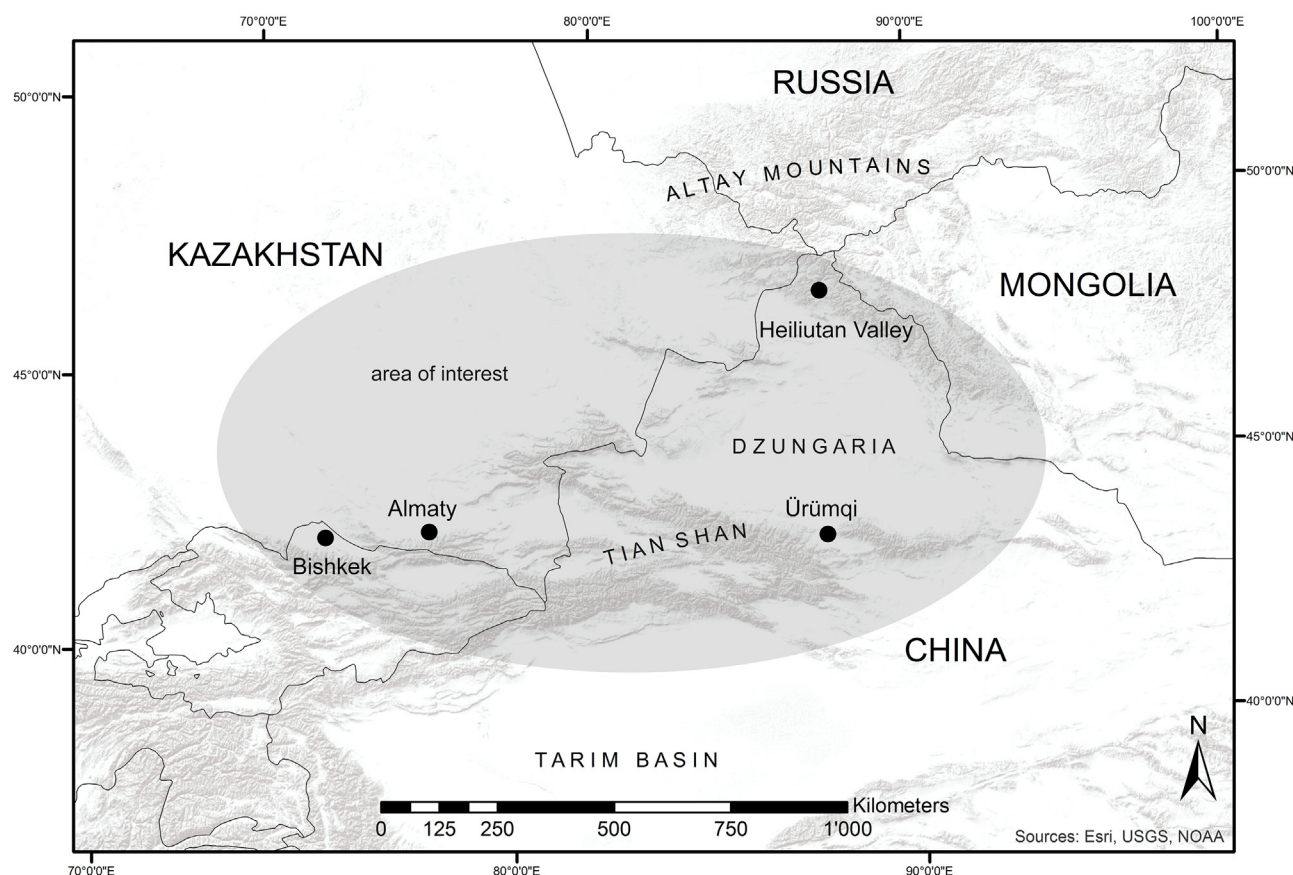 70°0'0"E 80°0'0"E 90°0'0"E 100°0'0"E
RUSSIA
50°0'0"N
ALTAY MOUNTAINS
50°0'0"N
KAZAKHSTAN
MONGOLIA
Heiliutan Valley
area of interest
45°0'0"N
45°0'0"N
DZUNGARIA
Almaty
Ürümqi
TIAN SHAN
Bishkek
40°0'0"N
CHINA
40°0'0"N
N
TARIM BASIN
Kilometers
0 125 250 500 750 1'000
Sources: Esri, USGS, NOAA
70°0'0"E 80°0'0"E 90°0'0"E